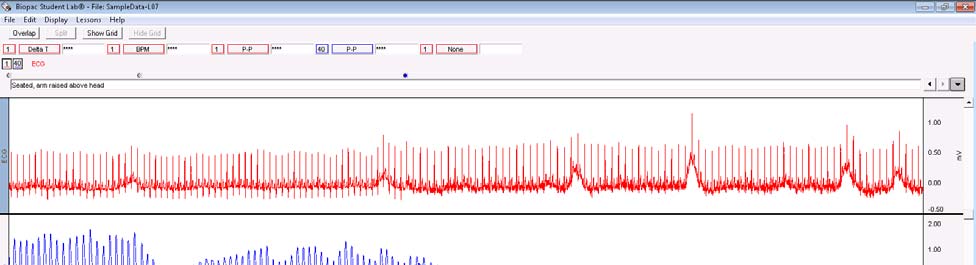 Biopac Student Lab® - File: SampleData-L07
File Edit Display Lessons Help
Overlap Split Show Grid Hide Grid
1 Delta T **** 1 BPM **** 1 P-P **** 40 P-P **** 1 None
1 40 ECG
Seated, arm raised above head
ECG
1.00
0.50
0.00
-0.50
mV
2.00
1.00